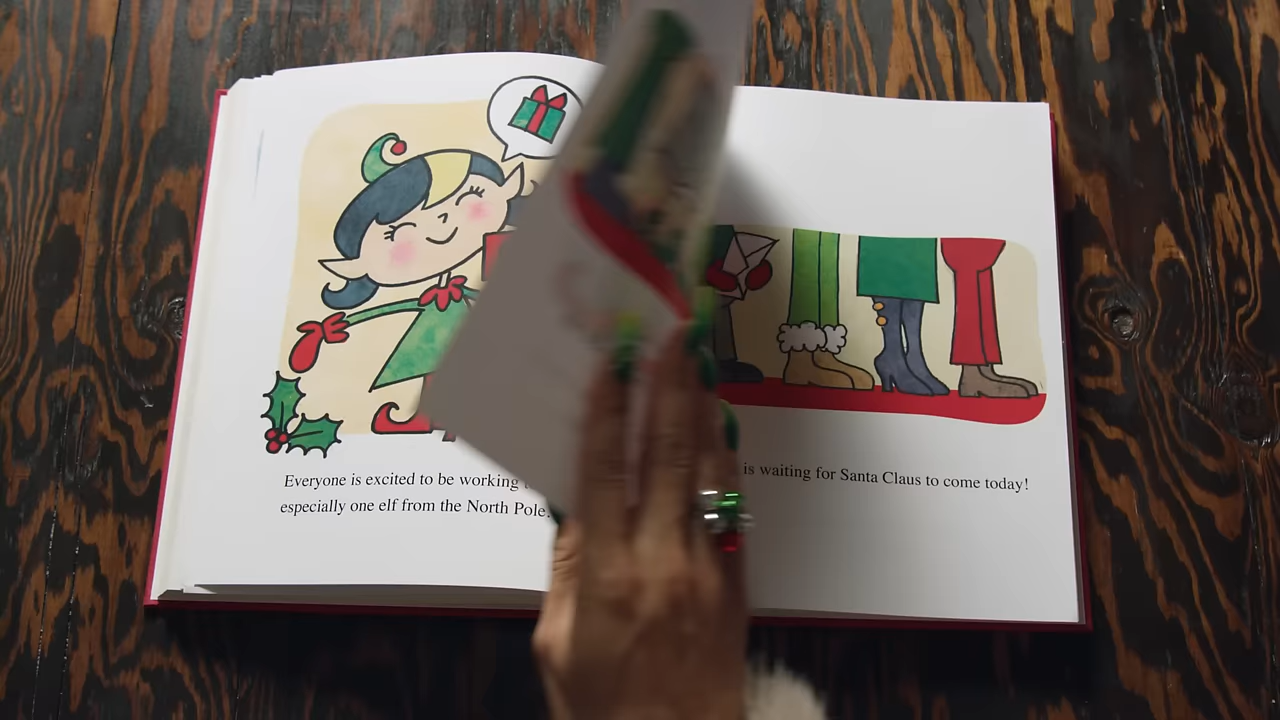 Everyone is excited to be working
especially one elf from the North Pole.
is waiting for Santa Claus to come today!